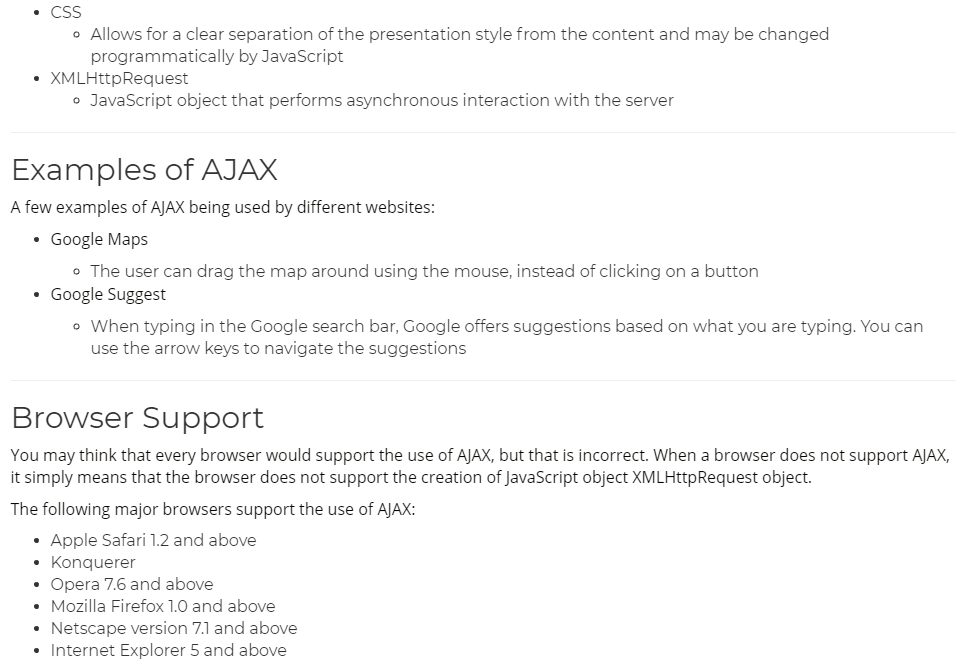 CSS
Allows for a clear separation of the presentation style from the content and may be changed
programmatically by JavaScript
XMLHttpRequest
JavaScript object that performs asynchronous interaction with the server
Examples of AJAX
A few examples of AJAX being used by different websites:
Google Maps
The user can drag the map around using the mouse, instead of clicking on a button
Google Suggest
When typing in the Google search bar, Google offers suggestions based on what you are typing. You can
use the arrow keys to navigate the suggestions
Browser Support
You may think that every browser would support the use of AJAX, but that is incorrect. When a browser does not support AJAX,
it simply means that the browser does not support the creation of JavaScript object XMLHttpRequest object.
The following major browsers support the use of AJAX:
Apple Safari 1.2 and above
Konquerer
Opera 7.6 and above
Mozilla Firefox 1.0 and above
Netscape version 7.1 and above
Internet Explorer 5 and above